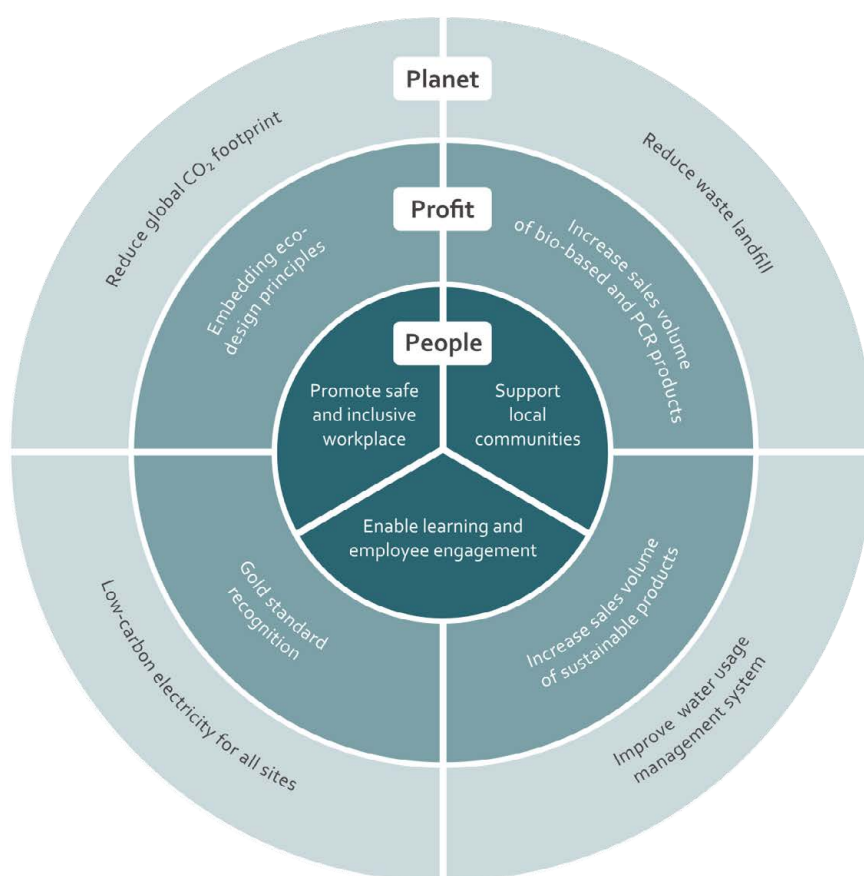 Planet
Reduce global CO₂ footprint
Reduce waste landfill
Profit
Embedding eco-
design principles
Increase sales volume
of bio-based and PCR products
People
Promote safe
and inclusive
workplace
Support
local
communities
Enable learning and
employee engagement
Gold standard
recognition
Increase sales volume
of sustainable products
Low-carbon electricity for all sites
Improve water usage
management system